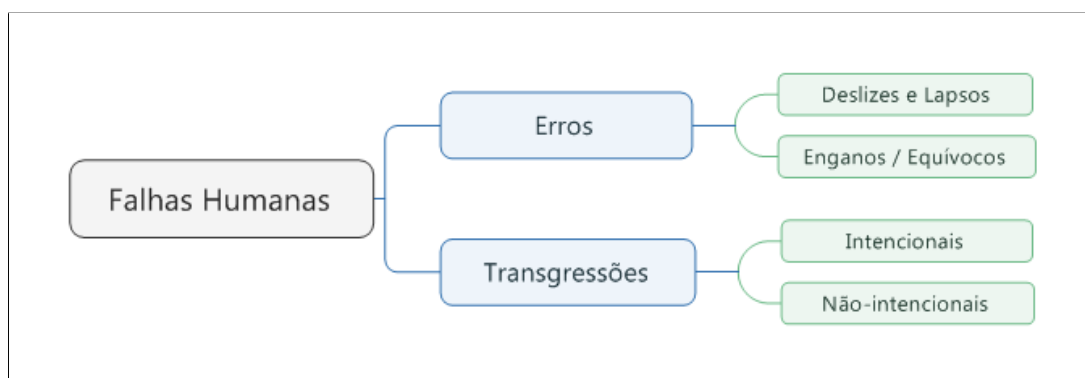 Falhas Humanas
Erros
Deslizes e Lapsos
Enganos / Equívocos
Transgressões
Intencionais
Não-intencionais